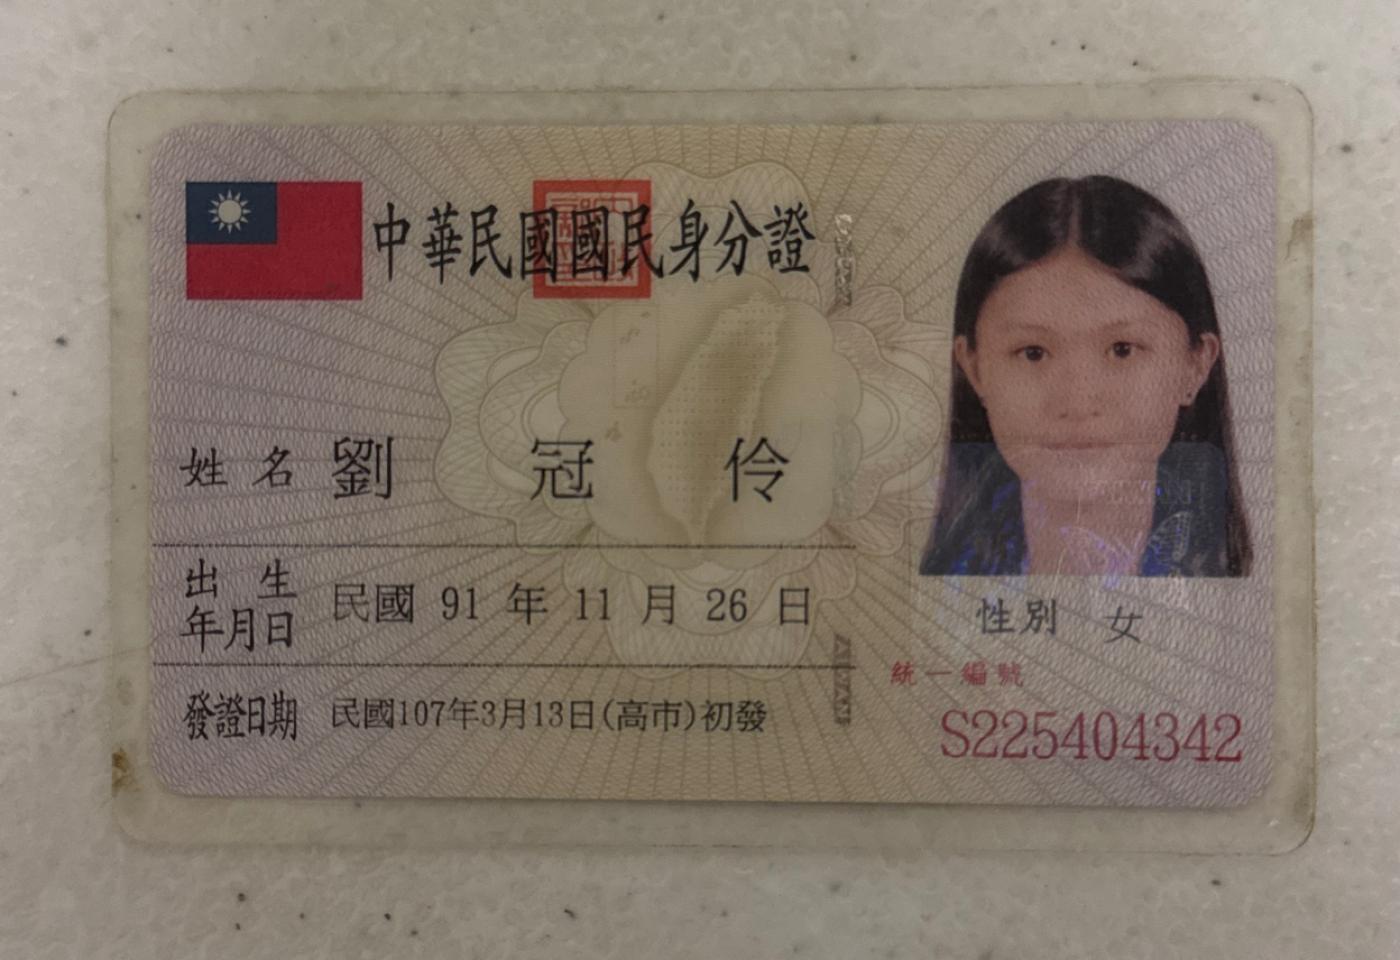 中華民國國民身分證
姓名 劉冠伶
出生年月日 民國 91 年 11 月 26 日
發證日期 民國107年3月13日(高市)初發
性別 女
統一編號
S225404342